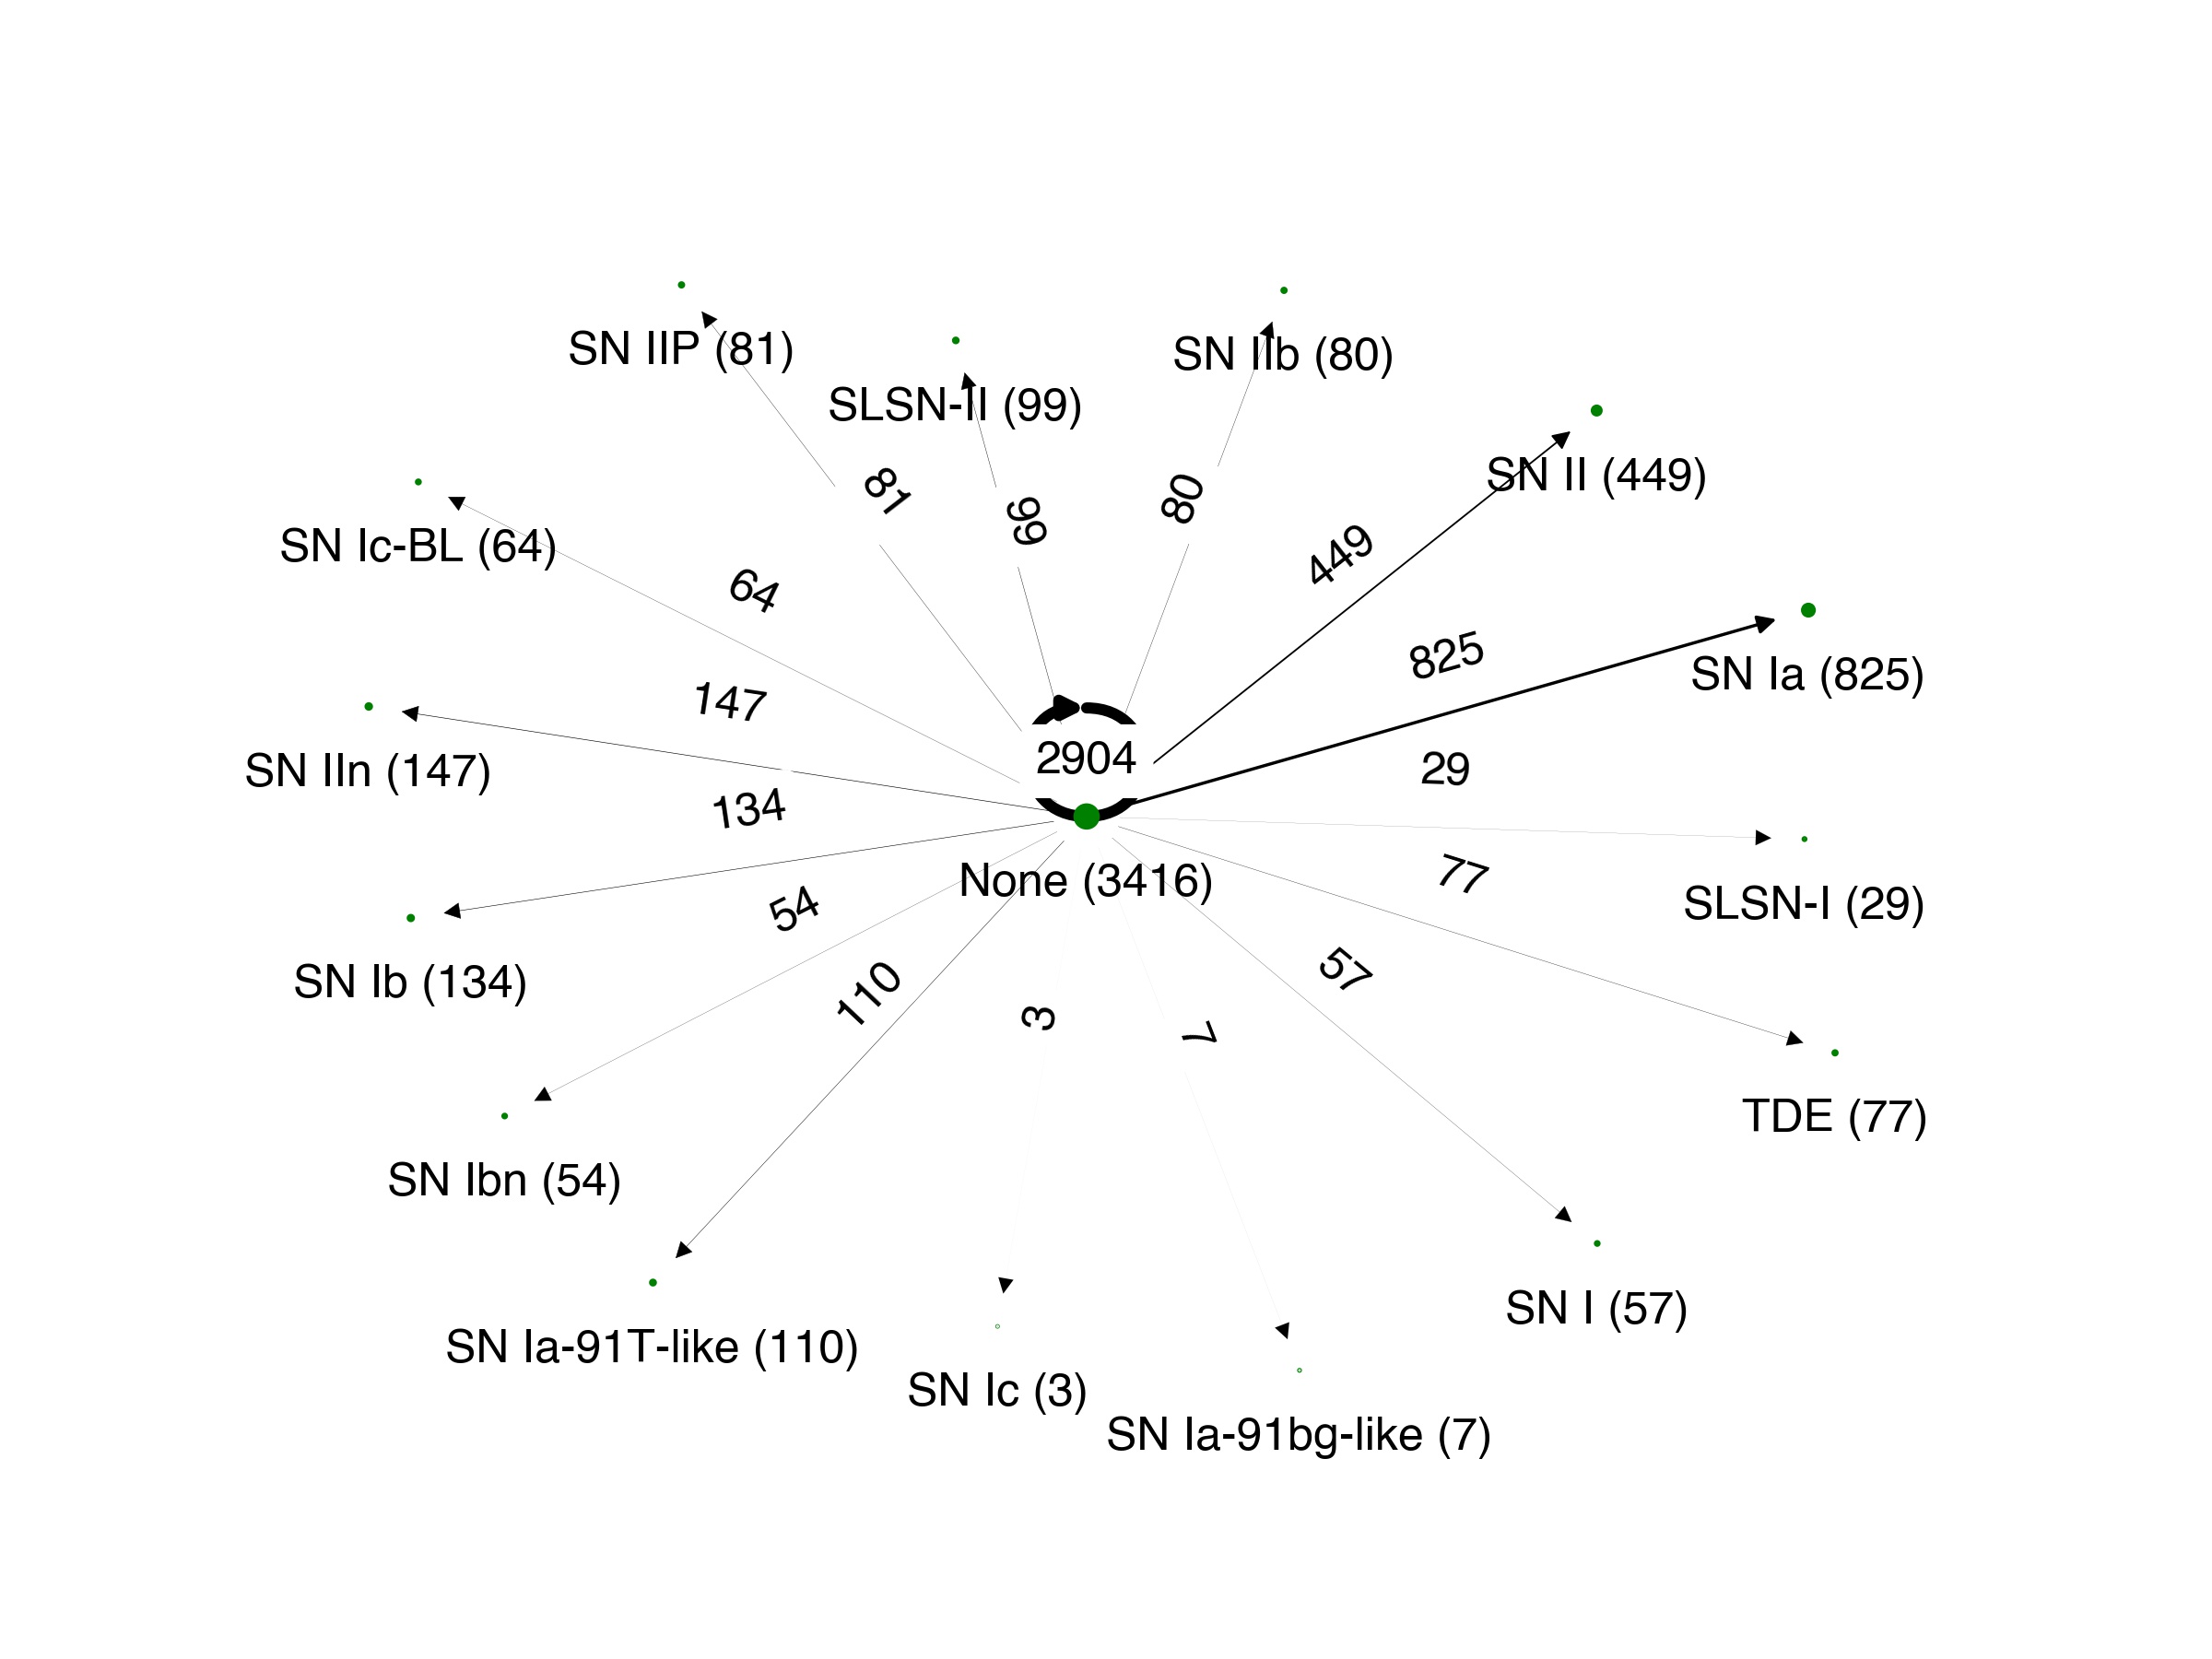 SN IIP (81)
SN IIb (80)
SLSN-II (99)
SN II (449)
81
99
80
SN Ic-BL (64)
449
64
825
SN Ia (825)
147
2904
SN IIn (147)
29
134
77
None (3416)
SLSN-I (29)
54
57
SN Ib (134)
110
3
7
TDE (77)
SN Ibn (54)
SN I (57)
SN Ia-91T-like (110)
SN Ic (3)
SN Ia-91bg-like (7)